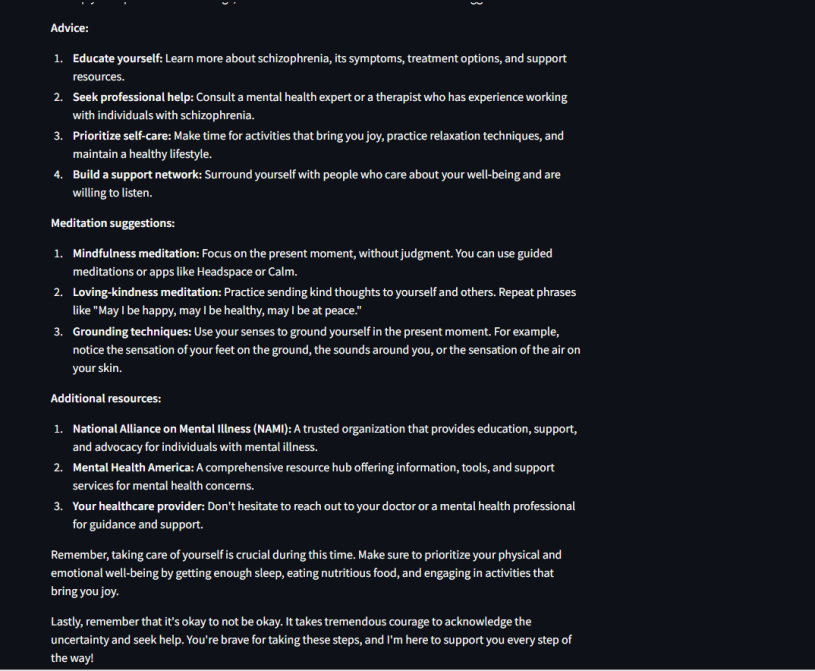 Advice:
1. Educate yourself: Learn more about schizophrenia, its symptoms, treatment options, and support
resources.
2. Seek professional help: Consult a mental health expert or a therapist who has experience working
with individuals with schizophrenia.
3. Prioritize self-care: Make time for activities that bring you joy, practice relaxation techniques, and
maintain a healthy lifestyle.
4. Build a support network: Surround yourself with people who care about your well-being and are
willing to listen.
Meditation suggestions:
1. Mindfulness meditation: Focus on the present moment, without judgment. You can use guided
meditations or apps like Headspace or Calm.
2. Loving-kindness meditation: Practice sending kind thoughts to yourself and others. Repeat phrases
like "May I be happy, may I be healthy, may I be at peace."
3. Grounding techniques: Use your senses to ground yourself in the present moment. For example,
notice the sensation of your feet on the ground, the sounds around you, or the sensation of the air on
your skin.
Additional resources:
1. National Alliance on Mental Illness (NAMI): A trusted organization that provides education, support,
and advocacy for individuals with mental illness.
2. Mental Health America: A comprehensive resource hub offering information, tools, and support
services for mental health concerns.
3. Your healthcare provider: Don't hesitate to reach out to your doctor or a mental health professional
for guidance and support.
Remember, taking care of yourself is crucial during this time. Make sure to prioritize your physical and
emotional well-being by getting enough sleep, eating nutritious food, and engaging in activities that
bring you joy.
Lastly, remember that it's okay to not be okay. It takes tremendous courage to acknowledge the
uncertainty and seek help. You're brave for taking these steps, and I'm here to support you every step of
the way!